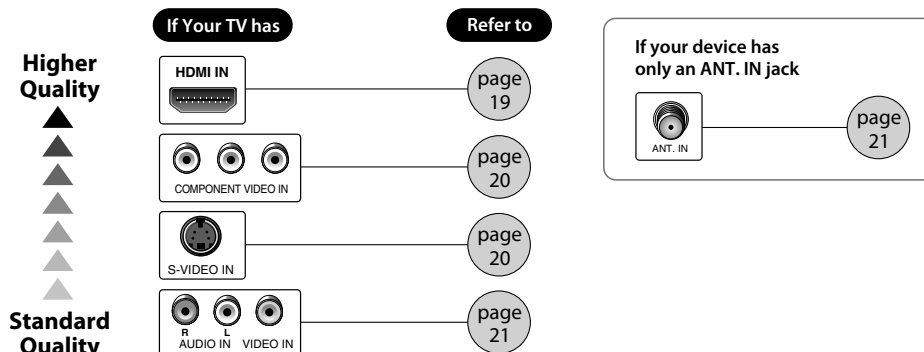 If Your TV has
Refer to
Higher
Quality
Standard
Quality
HDMI IN
page
19
COMPONENT VIDEO IN
page
20
S-VIDEO IN
page
20
R L
AUDIO IN VIDEO IN
page
21
If your device has
only an ANT. IN jack
ANT. IN
page
21